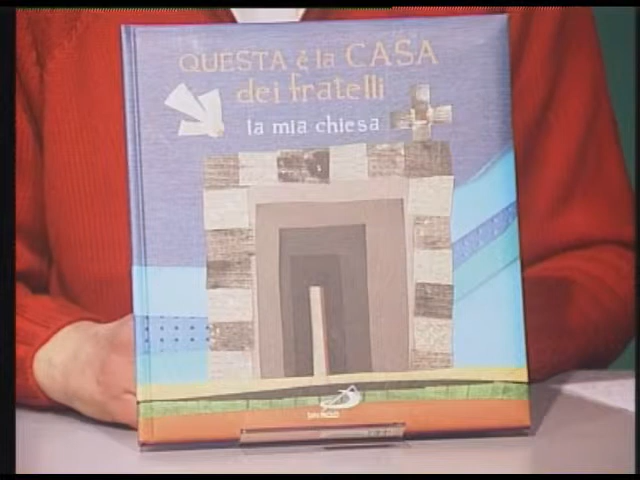 QUESTA è la CASA
dei fratelli
la mia chiesa
SAN PAOLO